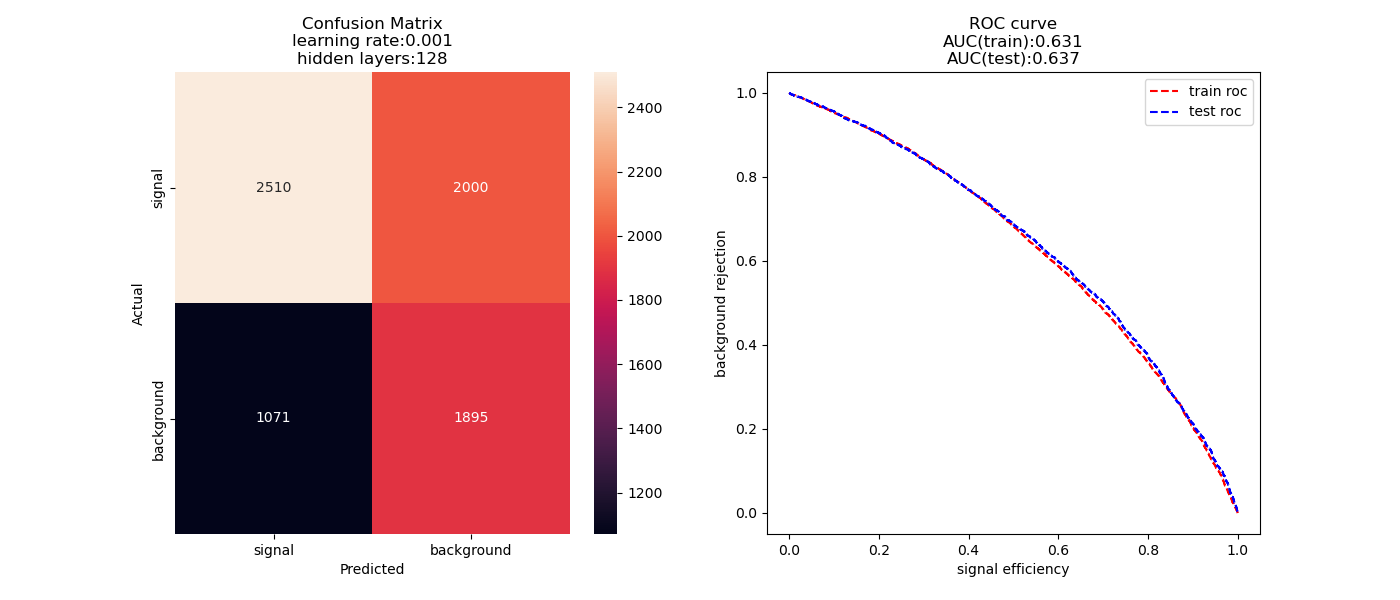 Confusion Matrix
learning rate:0.001
hidden layers:128
signal
background
Actual
2510
2000
1071
1895
signal
background
Predicted
2400
2200
2000
1800
1600
1400
1200
ROC curve
AUC(train):0.631
AUC(test):0.637
train roc
test roc
1.0
0.8
0.6
0.4
0.2
0.0
background rejection
0.0
0.2
0.4
0.6
0.8
1.0
signal efficiency